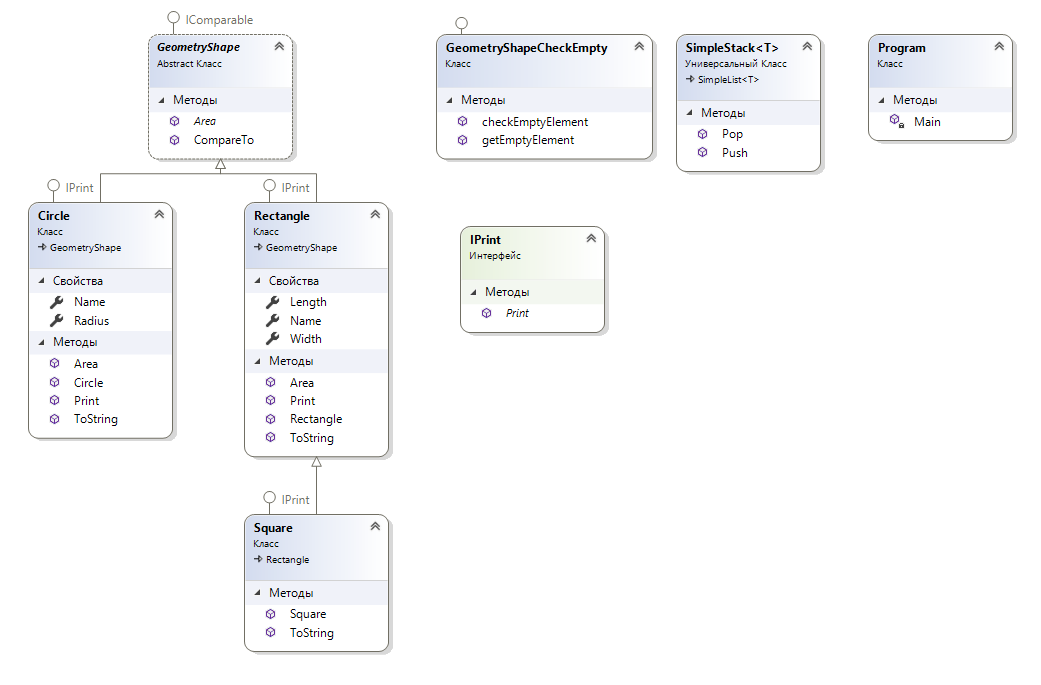 IComparable
GeometryShape
Abstract Класс
Методы
Area
CompareTo
GeometryShapeCheckEmpty
Класс
Методы
checkEmptyElement
getEmptyElement
SimpleStack<T>
Универсальный Класс
SimpleList<T>
Методы
Pop
Push
Program
Класс
Методы
Main
IPrint
Circle
Класс
GeometryShape
Свойства
Name
Radius
Методы
Area
Circle
Print
ToString
IPrint
Rectangle
Класс
GeometryShape
Свойства
Length
Name
Width
Методы
Area
Print
Rectangle
ToString
IPrint
Интерфейс
Методы
Print
IPrint
Square
Класс
Rectangle
Методы
Square
ToString